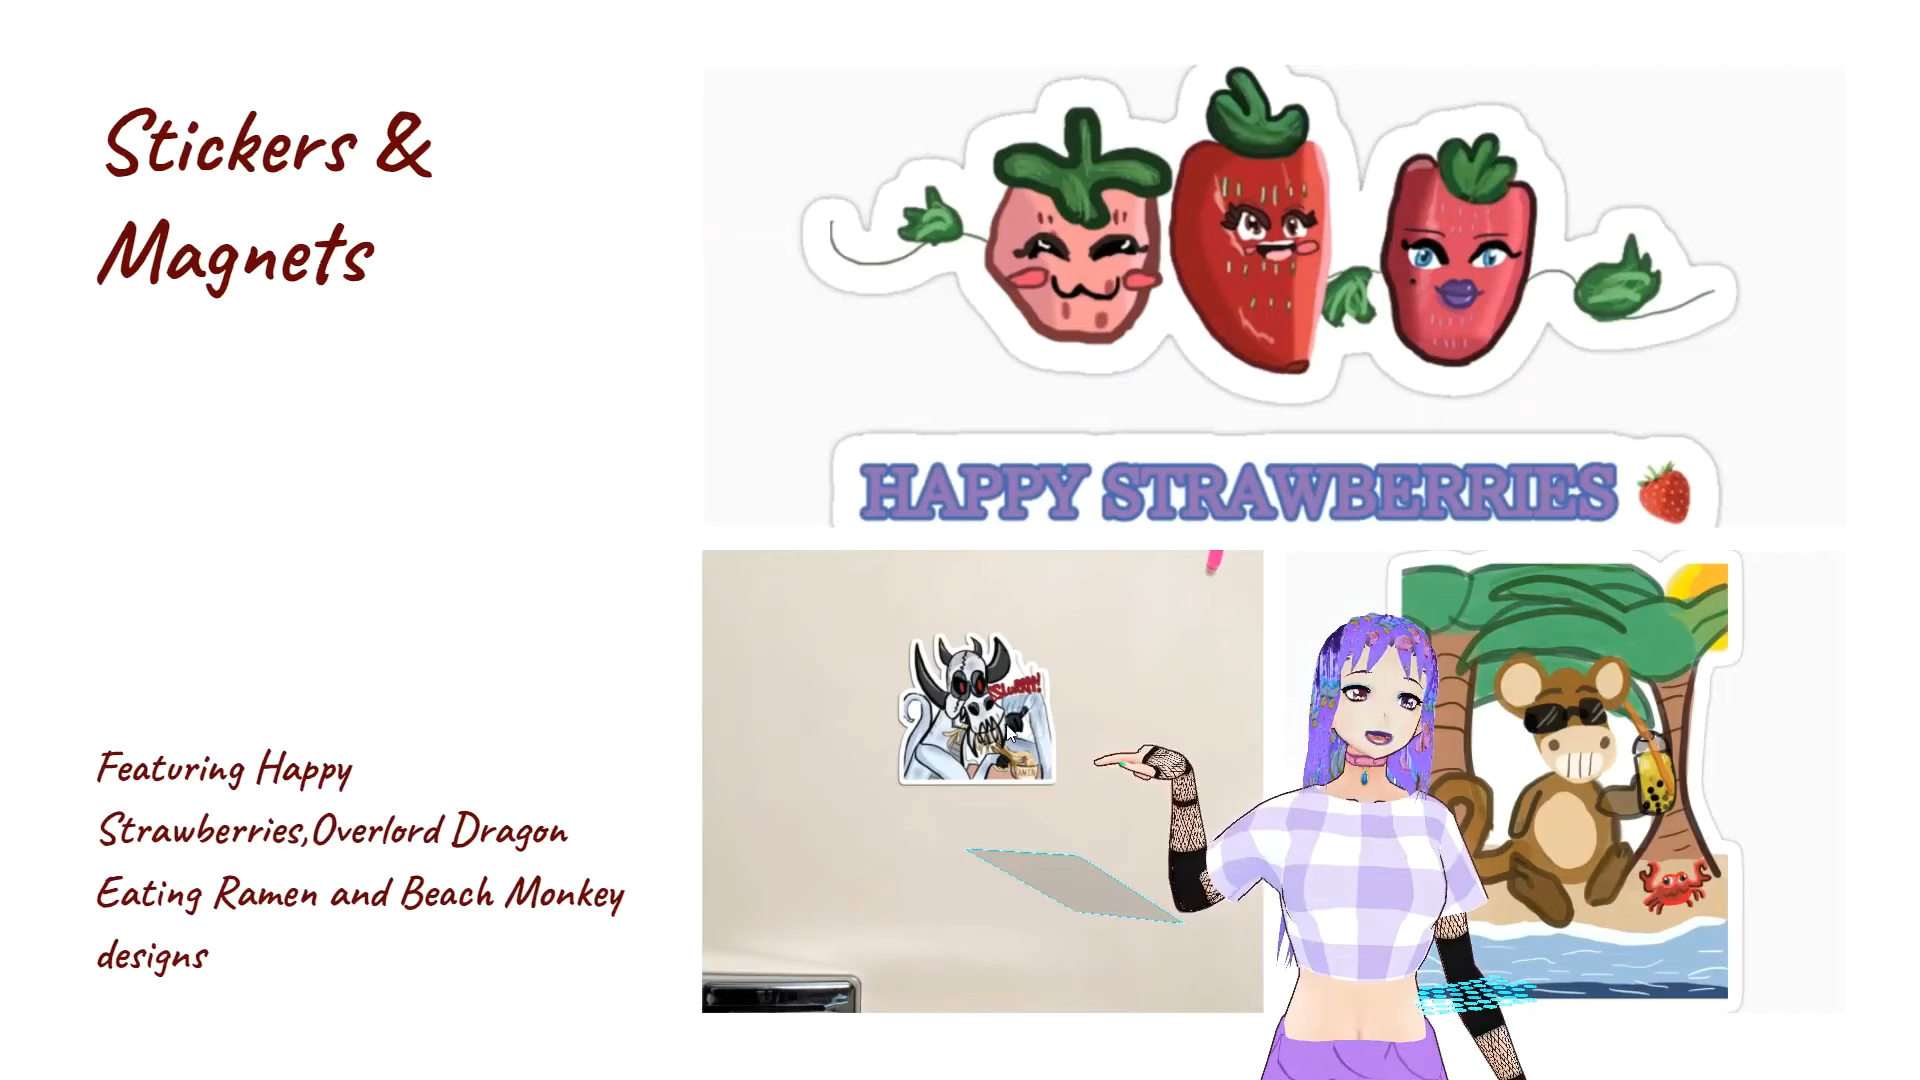 Stickers &
Magnets
HAPPY STRAWBERRIES
Featuring Happy
Strawberries,Overlord Dragon
Eating Ramen and Beach Monkey
designs